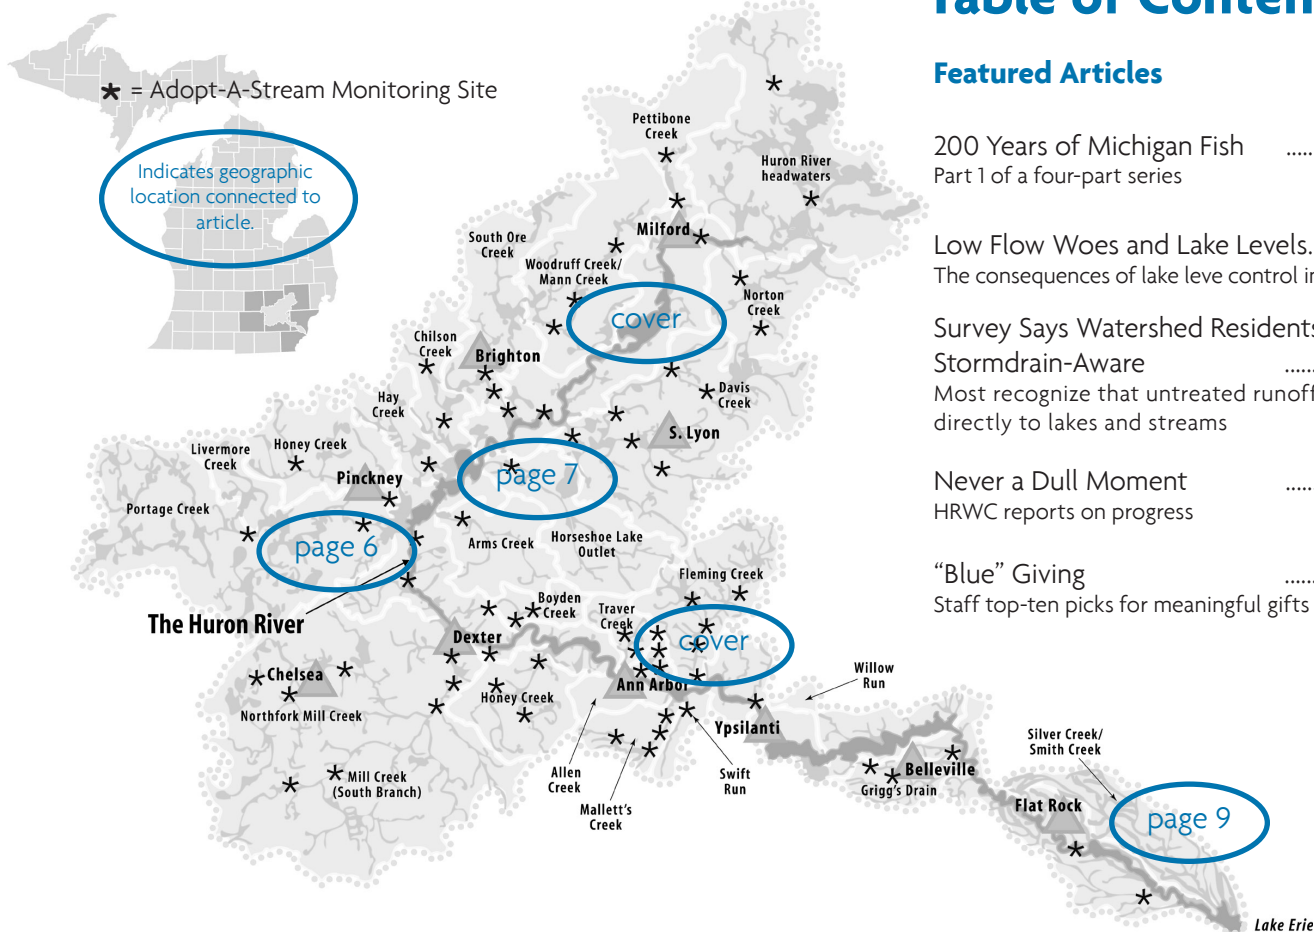 Table of Conten
Featured Articles
200 Years of Michigan Fish .....
Part 1 of a four-part series
Low Flow Woes and Lake Levels.
The consequences of lake leve control in
Survey Says Watershed Residents
Stormdrain-Aware .....
Most recognize that untreated runoff
directly to lakes and streams
Never a Dull Moment .....
HRWC reports on progress
“Blue” Giving .....
Staff top-ten picks for meaningful gifts
* = Adopt-A-Stream Monitoring Site
Indicates geographic
location connected to
article.
Pettibone
Creek
Huron River
headwaters
Milford
South Ore
Creek
Woodruff Creek/
Mann Creek
Norton
Creek
cover
Chilson
Creek
Brighton
Davis
Creek
Hay
Creek
S. Lyon
Livermore
Creek
Honey Creek
Pinckney
page 7
Portage Creek
page 6
Arms Creek
Horseshoe Lake
Outlet
Fleming Creek
The Huron River
Boyden
Creek
Traver
Creek
Dexter
cover
Chelsea
Ann Arbor
Willow
Run
Northfork Mill Creek
Honey Creek
Ypsilanti
Silver Creek/
Smith Creek
Mill Creek
(South Branch)
Allen
Creek
Swift
Run
Belleville
Grigg's Drain
Mallett's
Creek
Flat Rock
page 9
Lake Erie